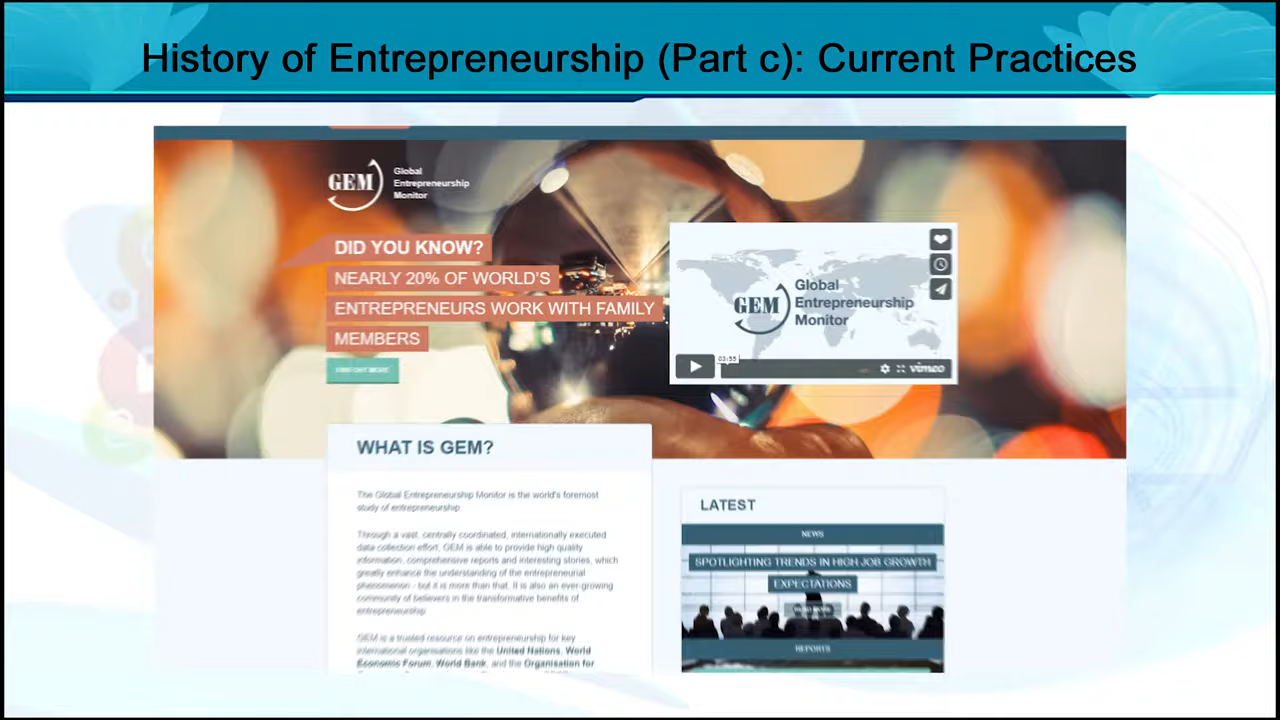 History of Entrepreneurship (Part c): Current Practices
GEM
Global
Entrepreneurship
Monitor
DID YOU KNOW?
NEARLY 20% OF WORLD'S
ENTREPRENEURS WORK WITH FAMILY
MEMBERS
FIND OUT MORE
GEM
Global
Entrepreneurship
Monitor
03:55
vimeo
WHAT IS GEM?
The Global Entrepreneurship Monitor is the world's foremost
study of entrepreneurship.
Through a vast, centrally coordinated, internationally executed
data collection effort, GEM is able to provide high quality
information, comprehensive reports and interesting stories, which
greatly enhance the understanding of the entrepreneurial
phenomenon - but it is more than that. It is also an ever-growing
community of believers in the transformative benefits of
entrepreneurship.
GEM is a trusted resource on entrepreneurship for key
international organisations like the United Nations, World
Economic Forum, World Bank, and the Organisation for
LATEST
NEWS
SPOTLIGHTING TRENDS IN HIGH JOB GROWTH
EXPECTATIONS
READ MORE
REPORTS